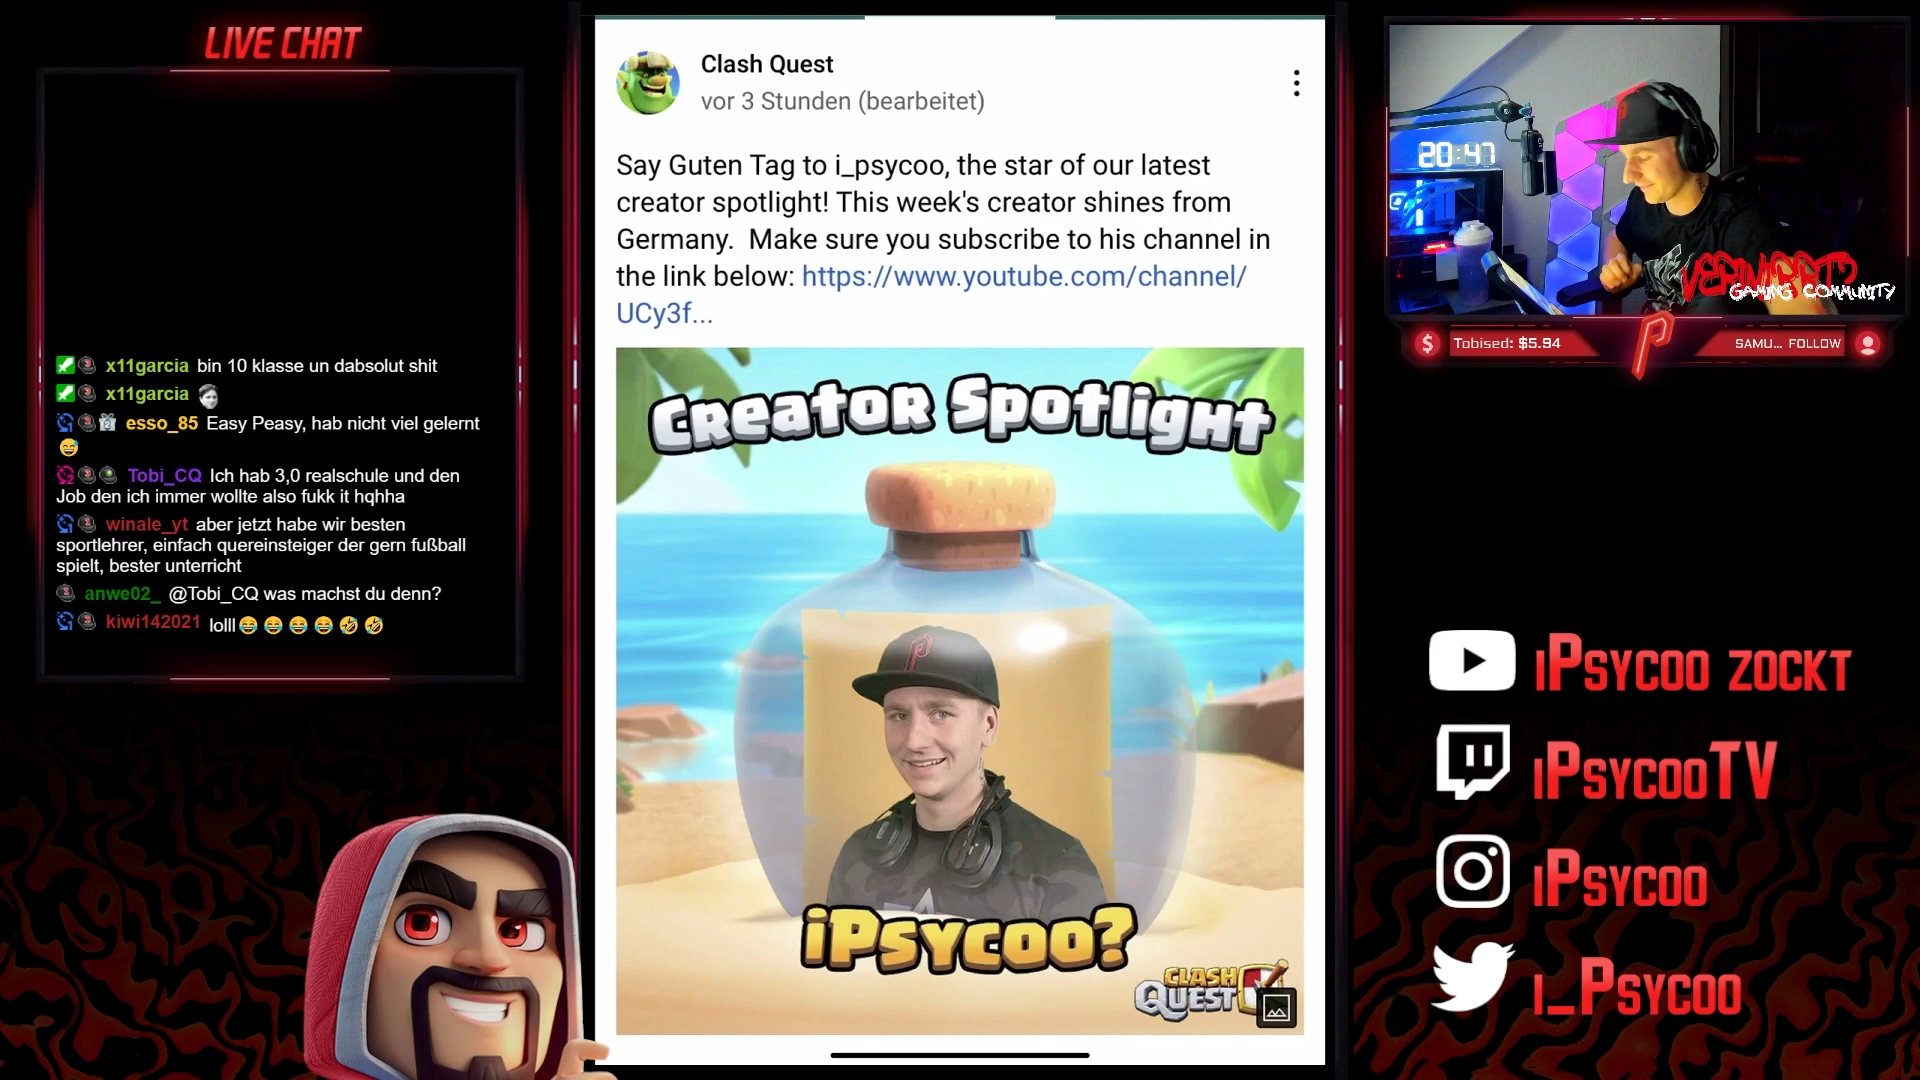 LIVE CHAT
x11garcia bin 10 klasse un dabsolut shit
x11garcia
esso_85 Easy Peasy, hab nicht viel gelernt
Tobi_CQ Ich hab 3,0 realschule und den
Job den ich immer wollte also fukk it hqhha
winale_yt aber jetzt habe wir besten
sportlehrer, einfach quereinsteiger der gern fußball
spielt, bester unterricht
anwe02_ @Tobi_CQ was machst du denn?
kiwi142021 lolll
Clash Quest
vor 3 Stunden (bearbeitet)
Say Guten Tag to i_psycoo, the star of our latest
creator spotlight! This week's creator shines from
Germany. Make sure you subscribe to his channel in
the link below: https://www.youtube.com/channel/
UCy3f...
Creator Spotlight
iPsycoo?
CLASH
QUEST
20:47
GAMING COMMUNITY
$ Tobised: $5.94
SAMU... FOLLOW
iPsycoo zockt
iPsycooTV
iPsycoo
i_Psycoo